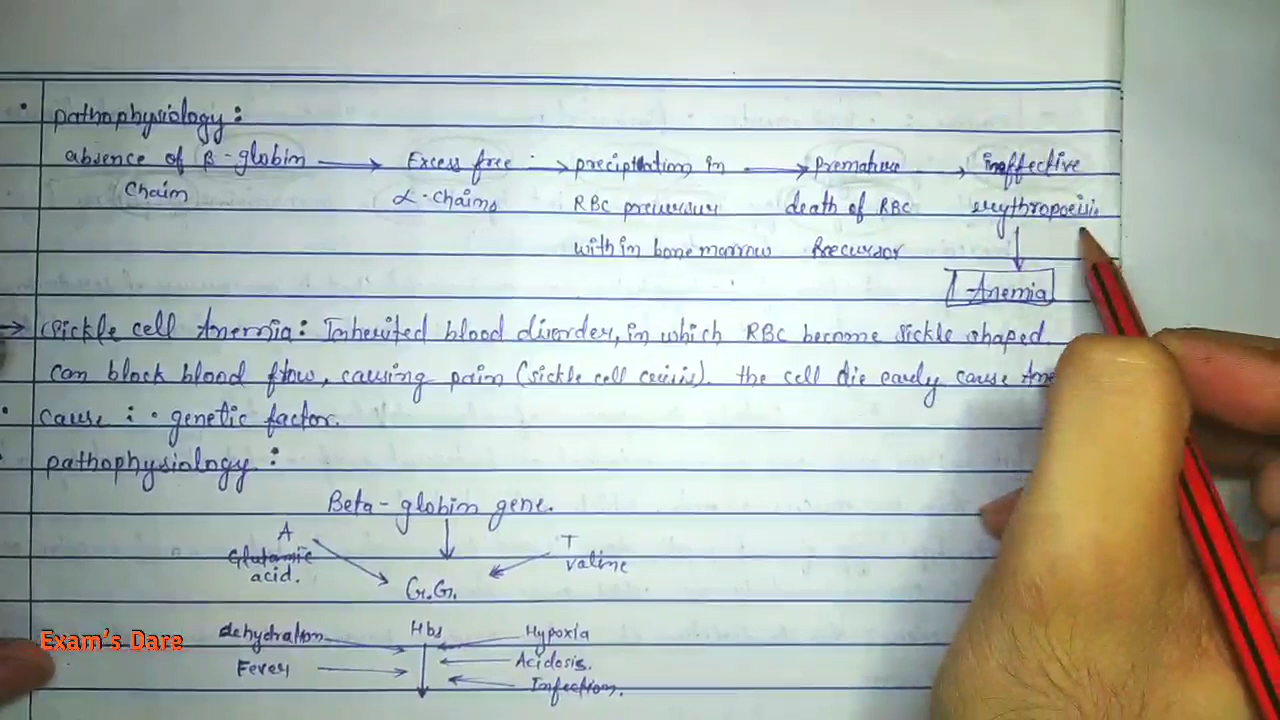 pathophysiology:
absence of β-globin → Excess free → precipitation in → Premature → ineffective
Chain α-chains RBC precursur death of RBC erythropoeisis
within bone marrow Precursor
Anemia
→ Sickle cell Anemia: Inherited blood disorder, in which RBC become sickle shaped
can block blood flow, causing pain (sickle cell crisis). the cell die early cause Ane
• cause: • genetic factor.
pathophysiology:
Beta-globin gene.
A T
Glutamic valine
acid.
G.G.
dehydration Hbs Hypoxia
Fever Acidosis.
Infection.
Exam's Dare